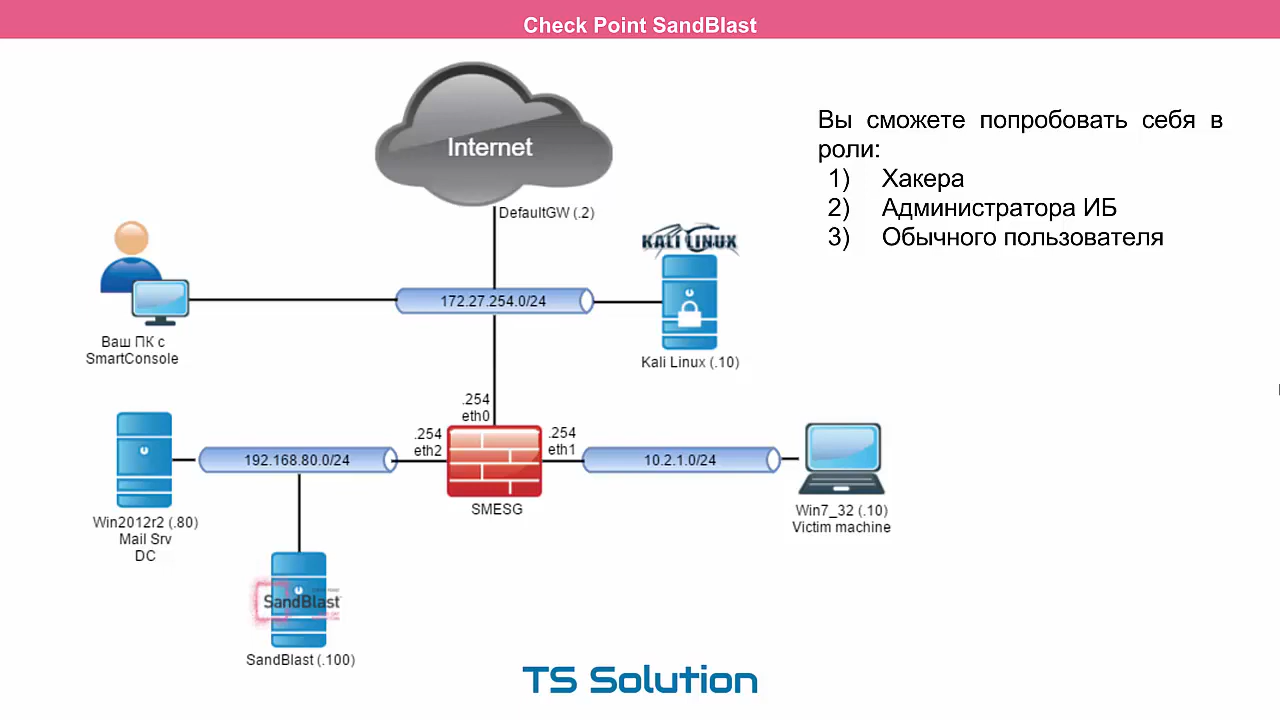 Check Point SandBlast
Internet
DefaultGW (.2)
Вы сможете попробовать себя в
роли:
1) Хакера
2) Администратора ИБ
3) Обычного пользователя
KALI LINUX
172.27.254.0/24
Ваш ПК с
SmartConsole
Kali Linux (.10)
.254
eth0
.254
eth2
.254
eth1
192.168.80.0/24
10.2.1.0/24
SMESG
Win2012r2 (.80)
Mail Srv
DC
Win7_32 (.10)
Victim machine
SandBlast
SandBlast (.100)
TS Solution